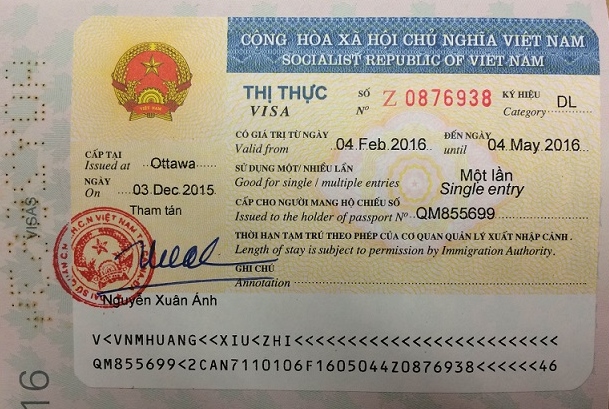 CỘNG HÒA XÃ HỘI CHỦ NGHĨA VIỆT NAM
SOCIALIST REPUBLIC OF VIET NAM
THỊ THỰC
VISA
SỐ
Nº Z 0876938
KÝ HIỆU
Category DL
CÓ GIÁ TRỊ TỪ NGÀY
Valid from 04 Feb 2016
ĐẾN NGÀY
until 04 May 2016
CẤP TẠI
Issued at Ottawa
SỬ DỤNG MỘT/ NHIỀU LẦN
Good for single / multiple entries
Một lần
Single entry
NGÀY
On 03 Dec 2015
CẤP CHO NGƯỜI MANG HỘ CHIẾU SỐ
Issued to the holder of passport Nº QM855699
Tham tán
THỜI HẠN TẠM TRÚ THEO PHÉP CỦA CƠ QUAN QUẢN LÝ XUẤT NHẬP CẢNH.
Length of stay is subject to permission by Immigration Authority.
GHI CHÚ
Annotation
Nguyễn Xuân Ánh
V<VNMHUANG<<XIU<ZHI<<<<<<<<<<<<<<<<<<<<<<<<<
QM855699<2CAN7110106F1605044Z0876938<<<<<<46
VISAS
16